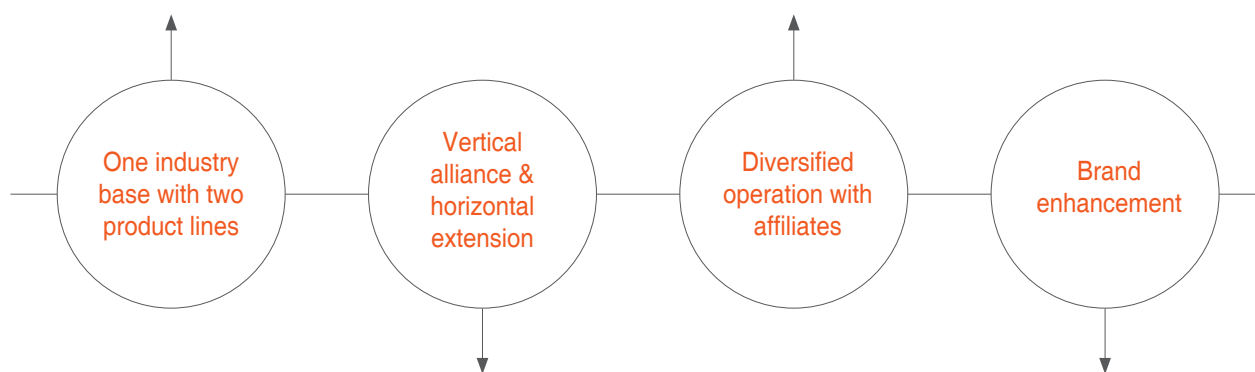 One industry
base with two
product lines
Vertical
alliance &
horizontal
extension
Diversified
operation with
affiliates
Brand
enhancement